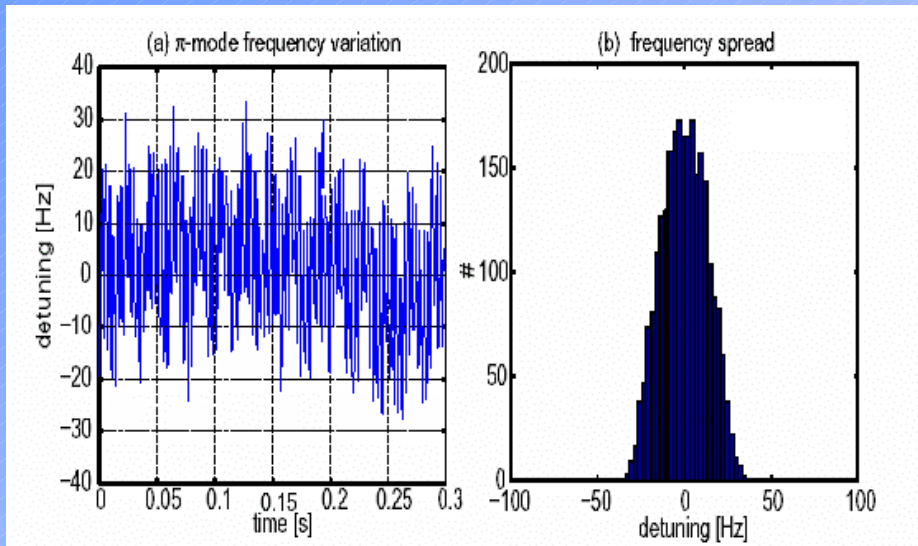 (a) π-mode frequency variation
40
30
20
10
0
−10
−20
−30
−40
detuning [Hz]
0 0.05 0.1 0.15 0.2 0.25 0.3
time [s]
(b) frequency spread
200
150
100
50
0
#
−100 −50 0 50 100
detuning [Hz]